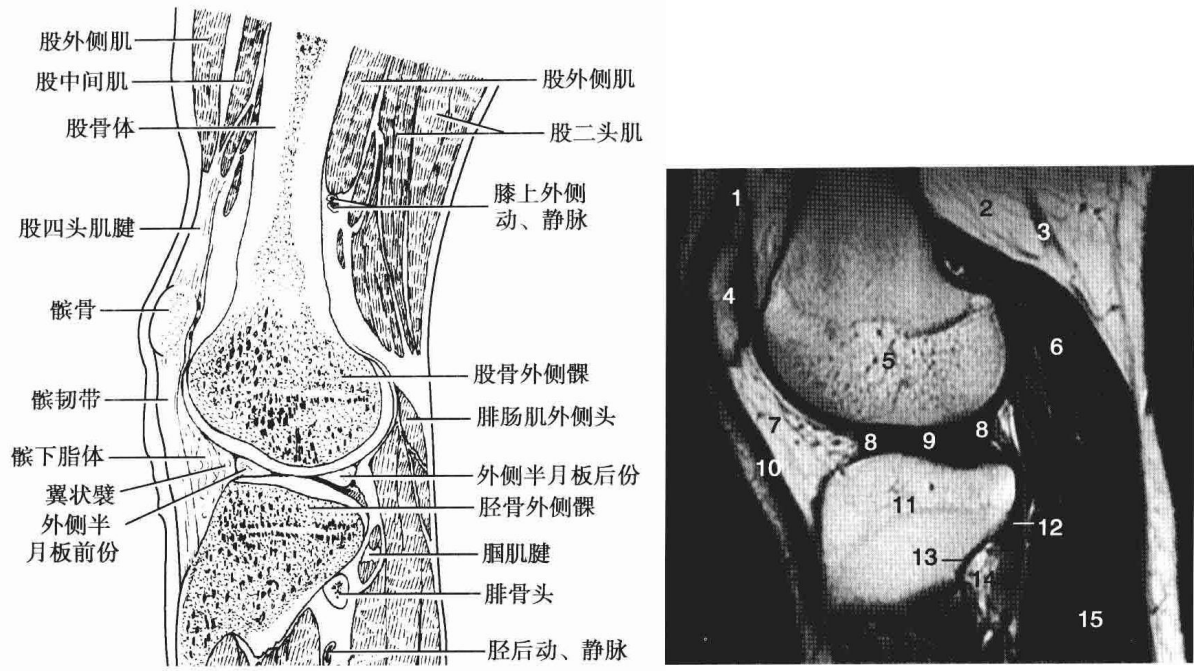 股外侧肌
股中间肌
股骨体
股四头肌腱
髌骨
髌韧带
髌下脂体
翼状襞
外侧半
月板前份
股外侧肌
股二头肌
膝上外侧
动、静脉
股骨外侧髁
腓肠肌外侧头
外侧半月板后份
胫骨外侧髁
腘肌腱
腓骨头
胫后动、静脉
1
2
3
4
5
6
7
8
9
8
10
11
12
13
14
15